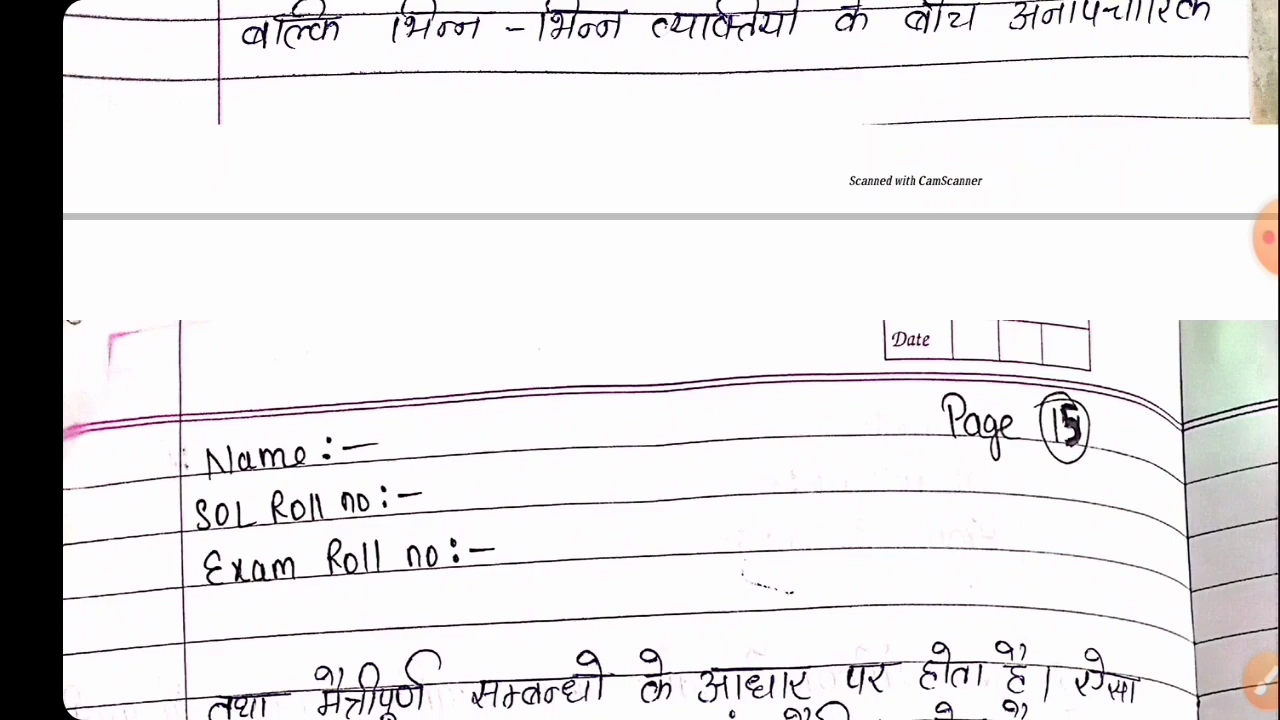 बल्कि भिन्न - भिन्न व्यक्तियों के बीच अनौपचारिक
Scanned with CamScanner
Date
Page 15
Name :-
SOL Roll no :-
Exam Roll no :-
तथा मैत्रीपूर्ण सम्बन्धो के आधार पर होता है। ऐसा